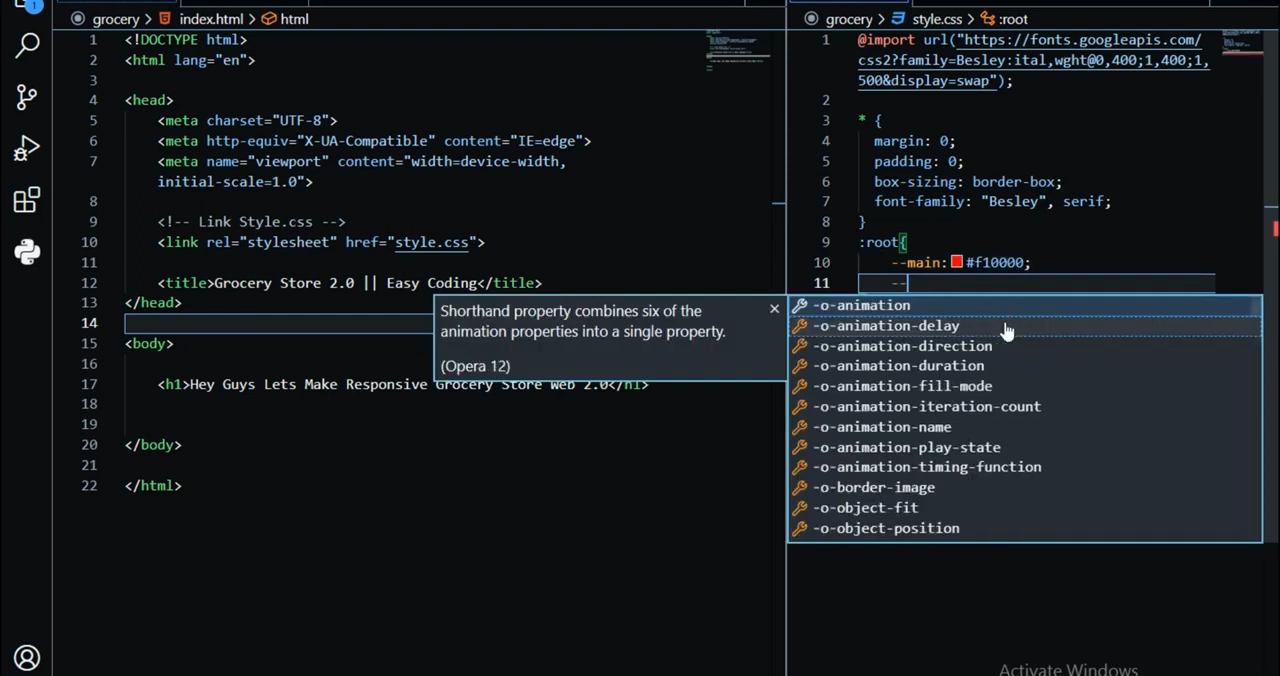 1
grocery > index.html > html
1 <!DOCTYPE html>
2 <html lang="en">
3
4 <head>
5 <meta charset="UTF-8">
6 <meta http-equiv="X-UA-Compatible" content="IE=edge">
7 <meta name="viewport" content="width=device-width,
initial-scale=1.0">
8
9 <!-- Link Style.css -->
10 <link rel="stylesheet" href="style.css">
11
12 <title>Grocery Store 2.0 || Easy Coding</title>
13 </head>
14
15 <body>
16
17 <h1>Hey Guys Lets Make Responsive Grocery Store Web 2.0</h1>
18
19
20 </body>
21
22 </html>
Shorthand property combines six of the
animation properties into a single property.
(Opera 12)
grocery > style.css > :root
1 @import url("https://fonts.googleapis.com/
css2?family=Besley:ital,wght@0,400;1,400;1,
500&display=swap");
2
3 * {
4 margin: 0;
5 padding: 0;
6 box-sizing: border-box;
7 font-family: "Besley", serif;
8 }
9 :root{
10 --main: #f10000;
11 --
-o-animation
-o-animation-delay
-o-animation-direction
-o-animation-duration
-o-animation-fill-mode
-o-animation-iteration-count
-o-animation-name
-o-animation-play-state
-o-animation-timing-function
-o-border-image
-o-object-fit
-o-object-position
Activate Windows